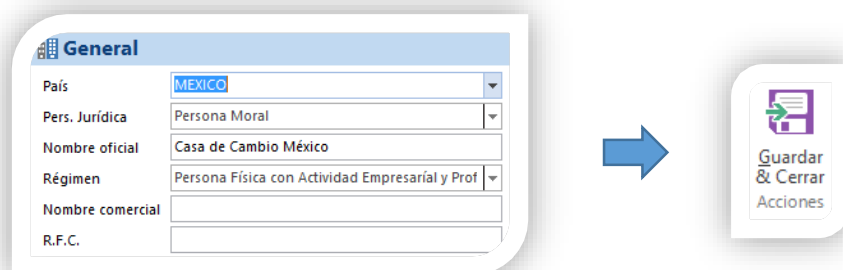 General
País MEXICO
Pers. Jurídica Persona Moral
Nombre oficial Casa de Cambio México
Régimen Persona Física con Actividad Empresaríal y Prof
Nombre comercial
R.F.C.
Guardar
& Cerrar
Acciones